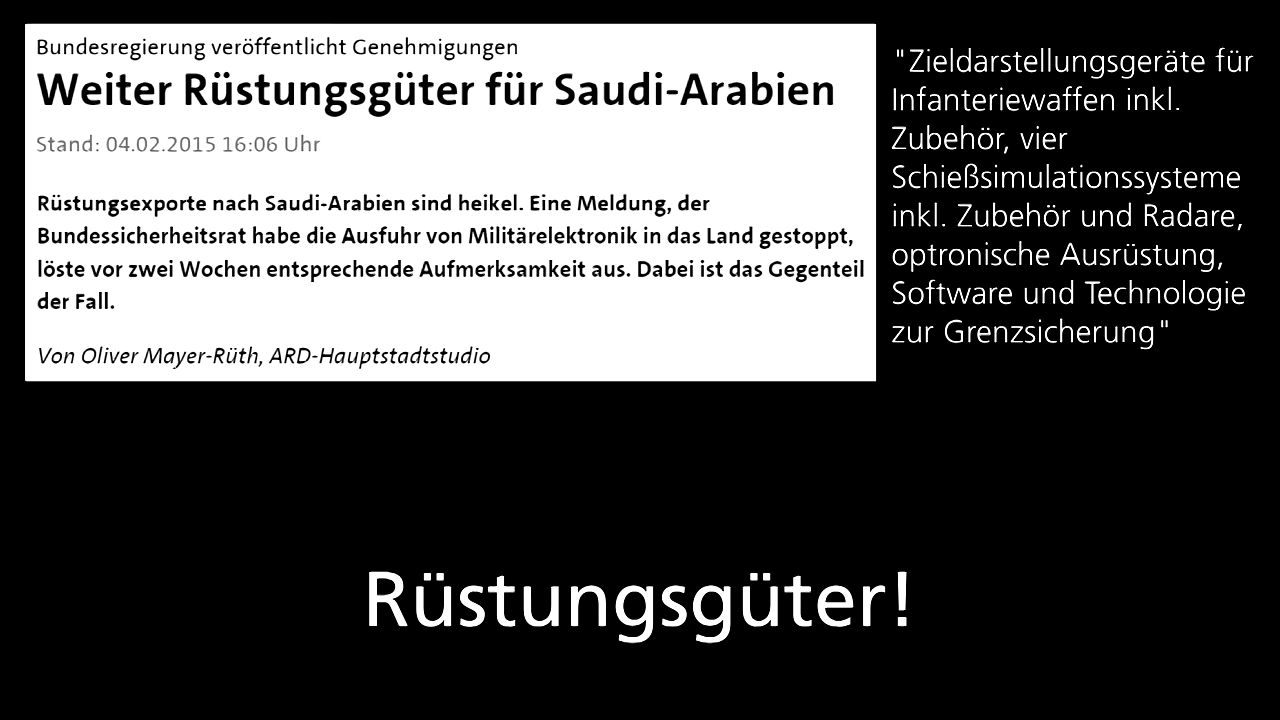 Bundesregierung veröffentlicht Genehmigungen
Weiter Rüstungsgüter für Saudi-Arabien
Stand: 04.02.2015 16:06 Uhr
Rüstungsexporte nach Saudi-Arabien sind heikel. Eine Meldung, der
Bundessicherheitsrat habe die Ausfuhr von Militärelektronik in das Land gestoppt,
löste vor zwei Wochen entsprechende Aufmerksamkeit aus. Dabei ist das Gegenteil
der Fall.
Von Oliver Mayer-Rüth, ARD-Hauptstadtstudio
"Zieldarstellungsgeräte für
Infanteriewaffen inkl.
Zubehör, vier
Schießsimulationssysteme
inkl. Zubehör und Radare,
optronische Ausrüstung,
Software und Technologie
zur Grenzsicherung"
Rüstungsgüter!